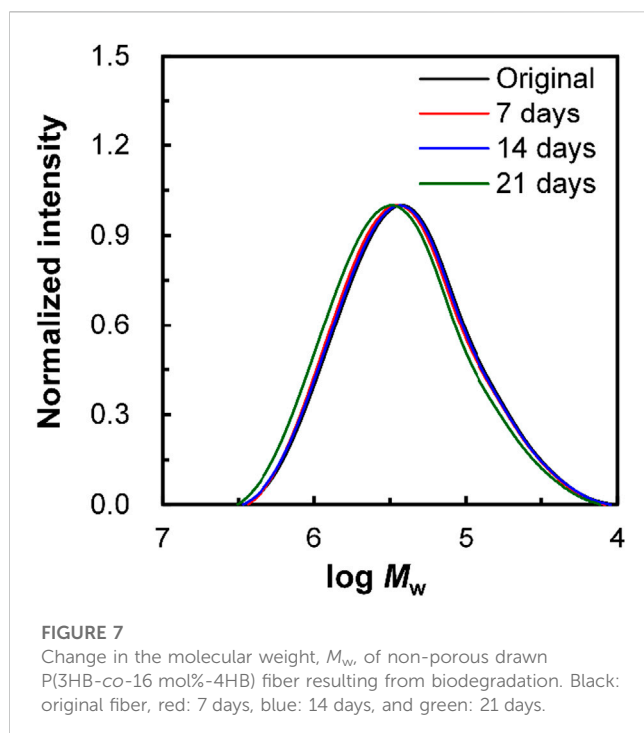 1.5
1.2
0.9
0.6
0.3
0.0
Normalized intensity
Original
7 days
14 days
21 days
7
6
5
4
log Mw
FIGURE 7
Change in the molecular weight, Mw, of non-porous drawn
P(3HB-co-16 mol%-4HB) fiber resulting from biodegradation. Black:
original fiber, red: 7 days, blue: 14 days, and green: 21 days.